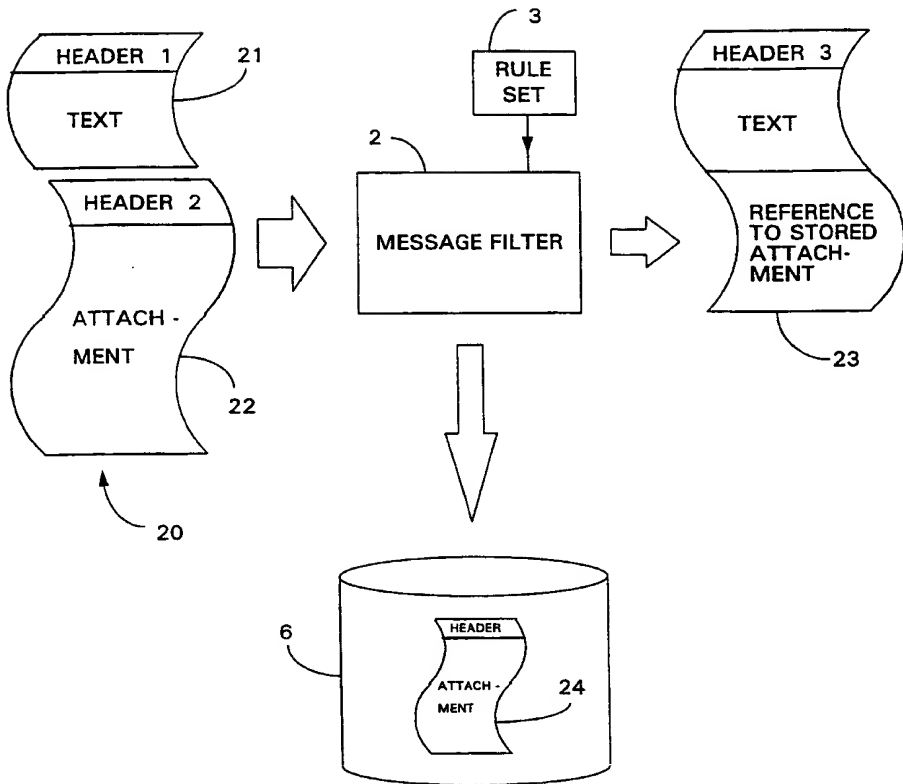 HEADER 1
21
TEXT
HEADER 2
ATTACH -
MENT
22
20
3
RULE
SET
2
MESSAGE FILTER
HEADER 3
TEXT
REFERENCE
TO STORED
ATTACH-
MENT
23
6
HEADER
ATTACH -
MENT
24